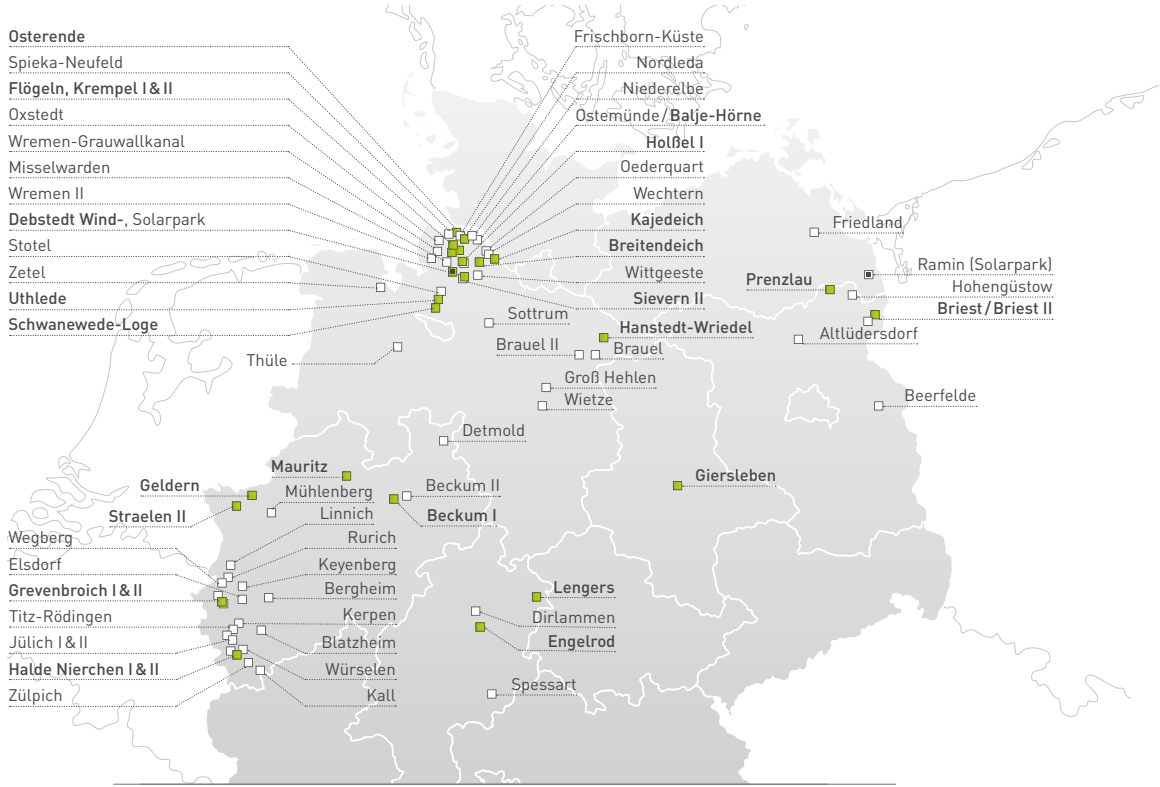 Osterende
Spieka-Neufeld
Flögeln, Krempel I & II
Oxstedt
Wremen-Grauwallkanal
Misselwarden
Wremen II
Debstedt Wind-, Solarpark
Stotel
Zetel
Uthlede
Schwanewede-Loge
Thüle
Frischborn-Küste
Nordleda
Niederelbe
Ostemünde / Balje-Hörne
Holßel I
Oederquart
Wechtern
Kajedeich
Breitendeich
Wittgeeste
Sievern II
Sottrum
Hanstedt-Wriedel
Brauel II
Brauel
Groß Hehlen
Wietze
Detmold
Friedland
Ramin (Solarpark)
Prenzlau
Hohengüstow
Briest / Briest II
Altlüdersdorf
Beerfelde
Mauritz
Geldern
Mühlenberg
Straelen II
Beckum II
Beckum I
Giersleben
Linnich
Wegberg
Rurich
Elsdorf
Keyenberg
Grevenbroich I & II
Bergheim
Titz-Rödingen
Kerpen
Jülich I & II
Blatzheim
Halde Nierchen I & II
Würselen
Zülpich
Kall
Lengers
Dirlammen
Engelrod
Spessart